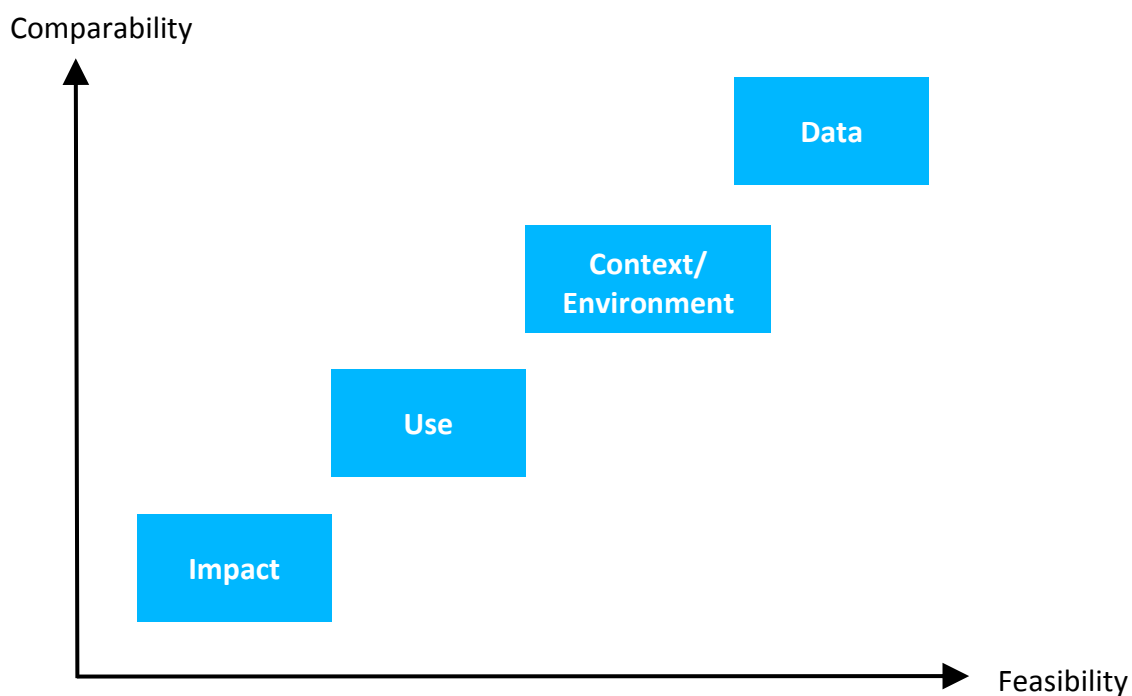 Comparability
Data
Context/
Environment
Use
Impact
Feasibility